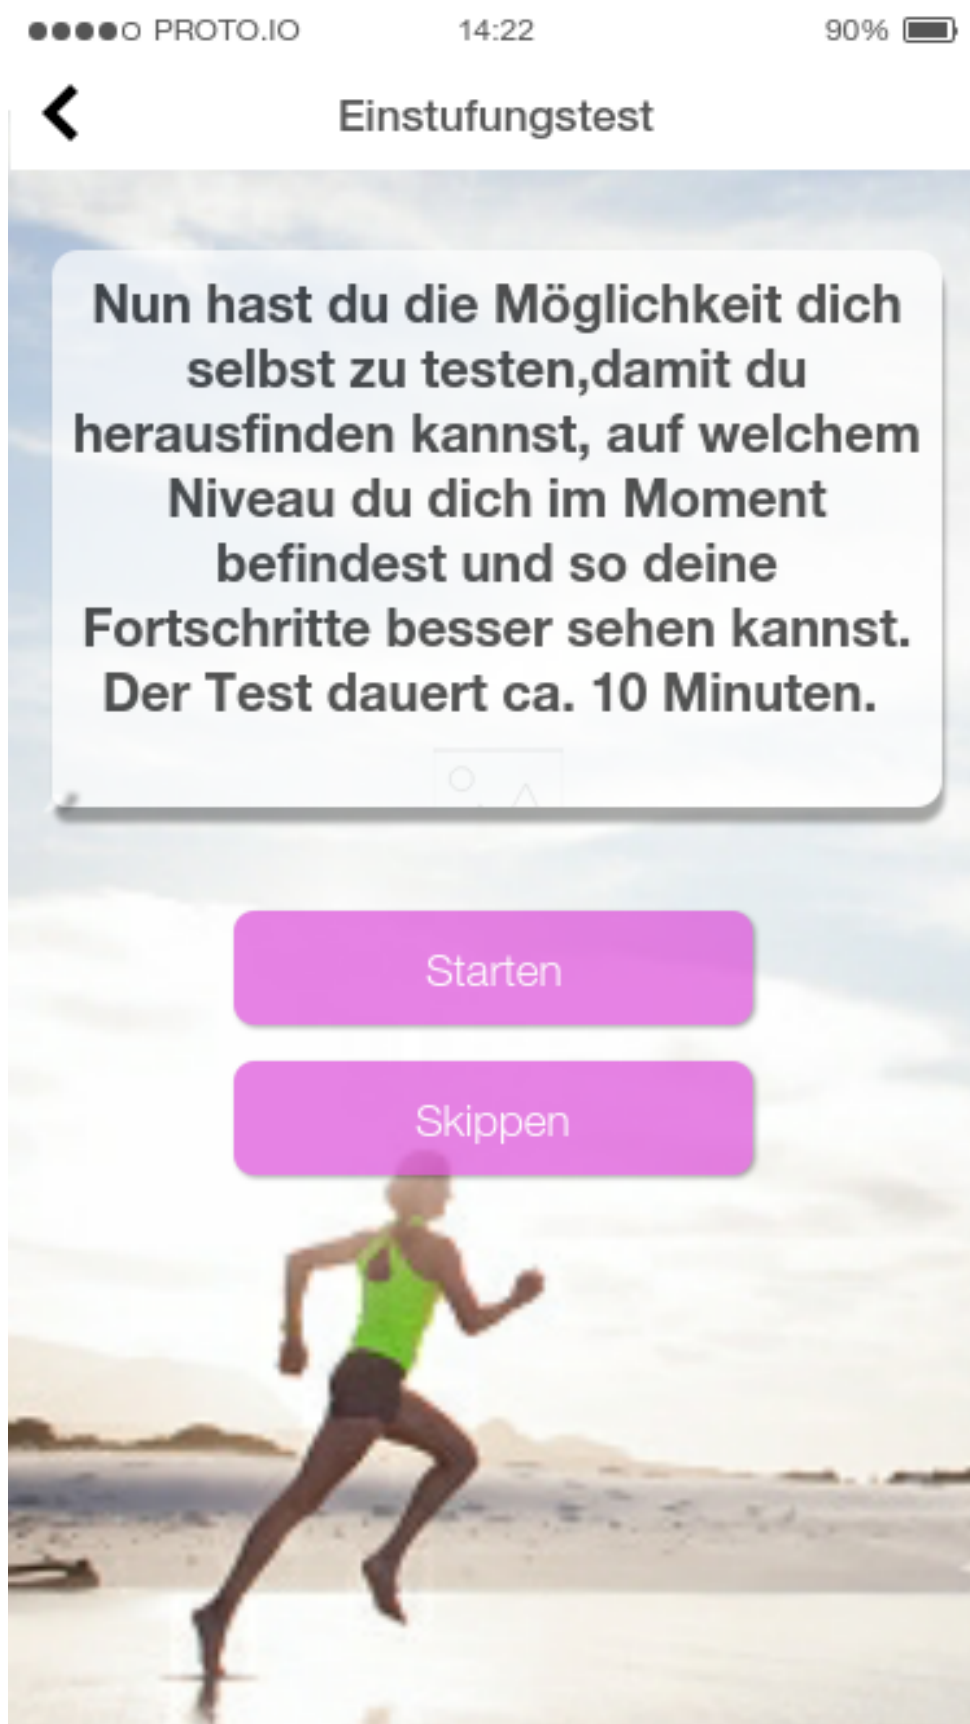 PROTO.IO 14:22 90%
Einstufungstest
Nun hast du die Möglichkeit dich
selbst zu testen,damit du
herausfinden kannst, auf welchem
Niveau du dich im Moment
befindest und so deine
Fortschritte besser sehen kannst.
Der Test dauert ca. 10 Minuten.
Starten
Skippen